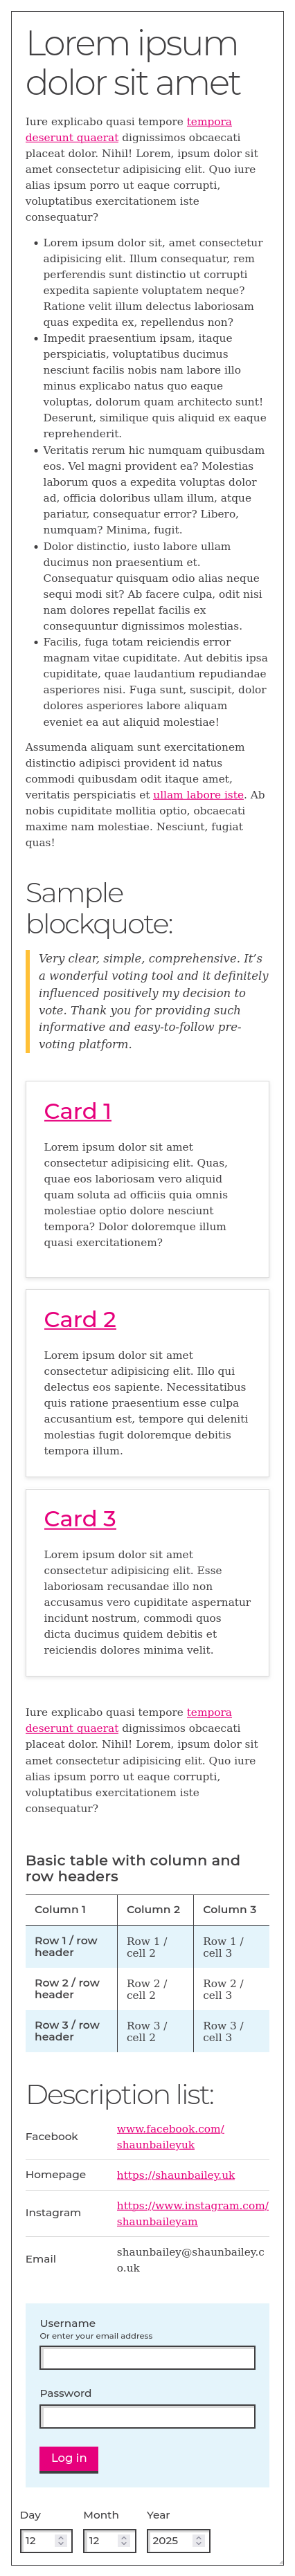 Lorem ipsum
dolor sit amet
Iure explicabo quasi tempore tempora
deserunt quaerat dignissimos obcaecati
placeat dolor. Nihil! Lorem, ipsum dolor sit
amet consectetur adipisicing elit. Quo iure
alias ipsum porro ut eaque corrupti,
voluptatibus exercitationem iste
consequatur?
• Lorem ipsum dolor sit, amet consectetur
adipisicing elit. Illum consequatur, rem
perferendis sunt distinctio ut corrupti
expedita sapiente voluptatem neque?
Ratione velit illum delectus laboriosam
quas expedita ex, repellendus non?
• Impedit praesentium ipsam, itaque
perspiciatis, voluptatibus ducimus
nesciunt facilis nobis nam labore illo
minus explicabo natus quo eaque
voluptas, dolorum quam architecto sunt!
Deserunt, similique quis aliquid ex eaque
reprehenderit.
• Veritatis rerum hic numquam quibusdam
eos. Vel magni provident ea? Molestias
laborum quos a expedita voluptas dolor
ad, officia doloribus ullam illum, atque
pariatur, consequatur error? Libero,
numquam? Minima, fugit.
• Dolor distinctio, iusto labore ullam
ducimus non praesentium et.
Consequatur quisquam odio alias neque
sequi modi sit? Ab facere culpa, odit nisi
nam dolores repellat facilis ex
consequuntur dignissimos molestias.
• Facilis, fuga totam reiciendis error
magnam vitae cupiditate. Aut debitis ipsa
cupiditate, quae laudantium repudiandae
asperiores nisi. Fuga sunt, suscipit, dolor
dolores asperiores labore aliquam
eveniet ea aut aliquid molestiae!
Assumenda aliquam sunt exercitationem
distinctio adipisci provident id natus
commodi quibusdam odit itaque amet,
veritatis perspiciatis et ullam labore iste. Ab
nobis cupiditate mollitia optio, obcaecati
maxime nam molestiae. Nesciunt, fugiat
quas!
Sample
blockquote:
Very clear, simple, comprehensive. It’s
a wonderful voting tool and it definitely
influenced positively my decision to
vote. Thank you for providing such
informative and easy-to-follow pre-
voting platform.
Card 1
Lorem ipsum dolor sit amet
consectetur adipisicing elit. Quas,
quae eos laboriosam vero aliquid
quam soluta ad officiis quia omnis
molestiae optio dolore nesciunt
tempora? Dolor doloremque illum
quasi exercitationem?
Card 2
Lorem ipsum dolor sit amet
consectetur adipisicing elit. Illo qui
delectus eos sapiente. Necessitatibus
quis ratione praesentium esse culpa
accusantium est, tempore qui deleniti
molestias fugit doloremque debitis
tempora illum.
Card 3
Lorem ipsum dolor sit amet
consectetur adipisicing elit. Esse
laboriosam recusandae illo non
accusamus vero cupiditate aspernatur
incidunt nostrum, commodi quos
dicta ducimus quidem debitis et
reiciendis dolores minima velit.
Iure explicabo quasi tempore tempora
deserunt quaerat dignissimos obcaecati
placeat dolor. Nihil! Lorem, ipsum dolor sit
amet consectetur adipisicing elit. Quo iure
alias ipsum porro ut eaque corrupti,
voluptatibus exercitationem iste
consequatur?
Basic table with column and
row headers
Column 1 Column 2 Column 3
Row 1 / row header Row 1 / cell 2 Row 1 / cell 3
Row 2 / row header Row 2 / cell 2 Row 2 / cell 3
Row 3 / row header Row 3 / cell 2 Row 3 / cell 3
Description list:
Facebook www.facebook.com/
shaunbaileyuk
Homepage https://shaunbailey.uk
Instagram https://www.instagram.com/
shaunbaileyam
Email shaunbailey@shaunbailey.c
o.uk
Username
Or enter your email address
Password
Log in
Day Month Year
12 12 2025